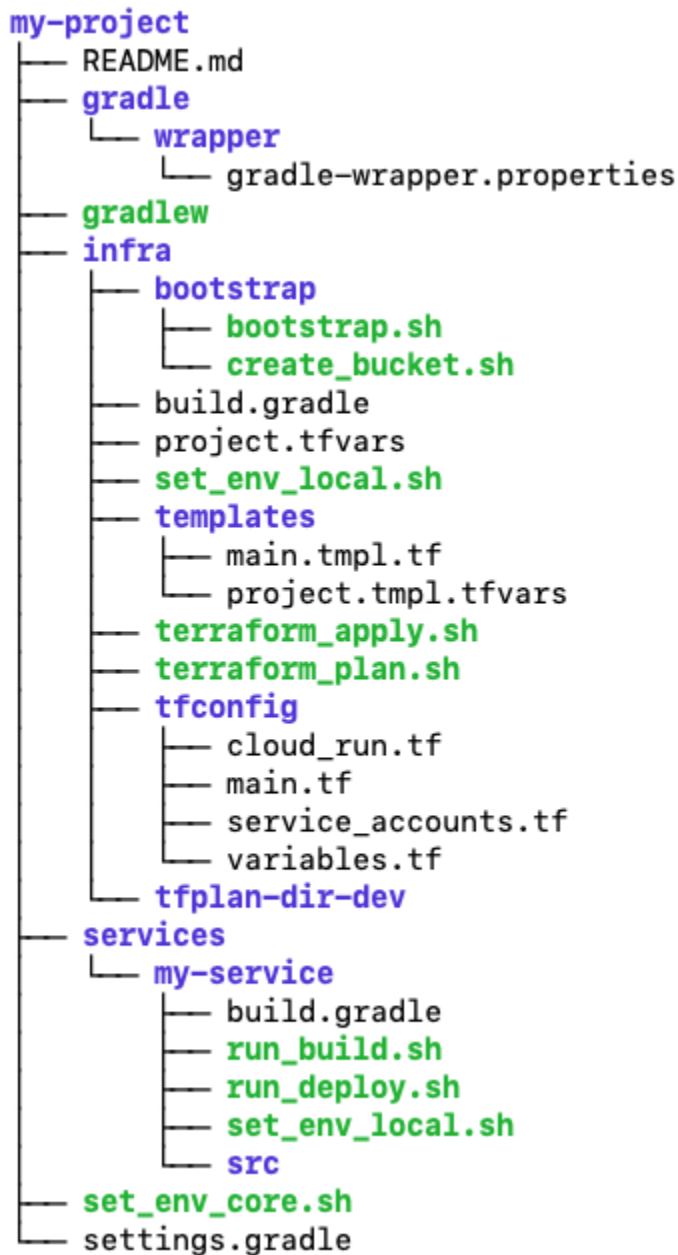 my-project
├── README.md
├── gradle
│   └── wrapper
│       └── gradle-wrapper.properties
├── gradlew
├── infra
│   ├── bootstrap
│   │   ├── bootstrap.sh
│   │   └── create_bucket.sh
│   ├── build.gradle
│   ├── project.tfvars
│   ├── set_env_local.sh
│   ├── templates
│   │   ├── main.tmpl.tf
│   │   └── project.tmpl.tfvars
│   ├── terraform_apply.sh
│   ├── terraform_plan.sh
│   ├── tfconfig
│   │   ├── cloud_run.tf
│   │   ├── main.tf
│   │   ├── service_accounts.tf
│   │   └── variables.tf
│   └── tfplan-dir-dev
├── services
│   └── my-service
│       ├── build.gradle
│       ├── run_build.sh
│       ├── run_deploy.sh
│       ├── set_env_local.sh
│       └── src
├── set_env_core.sh
└── settings.gradle